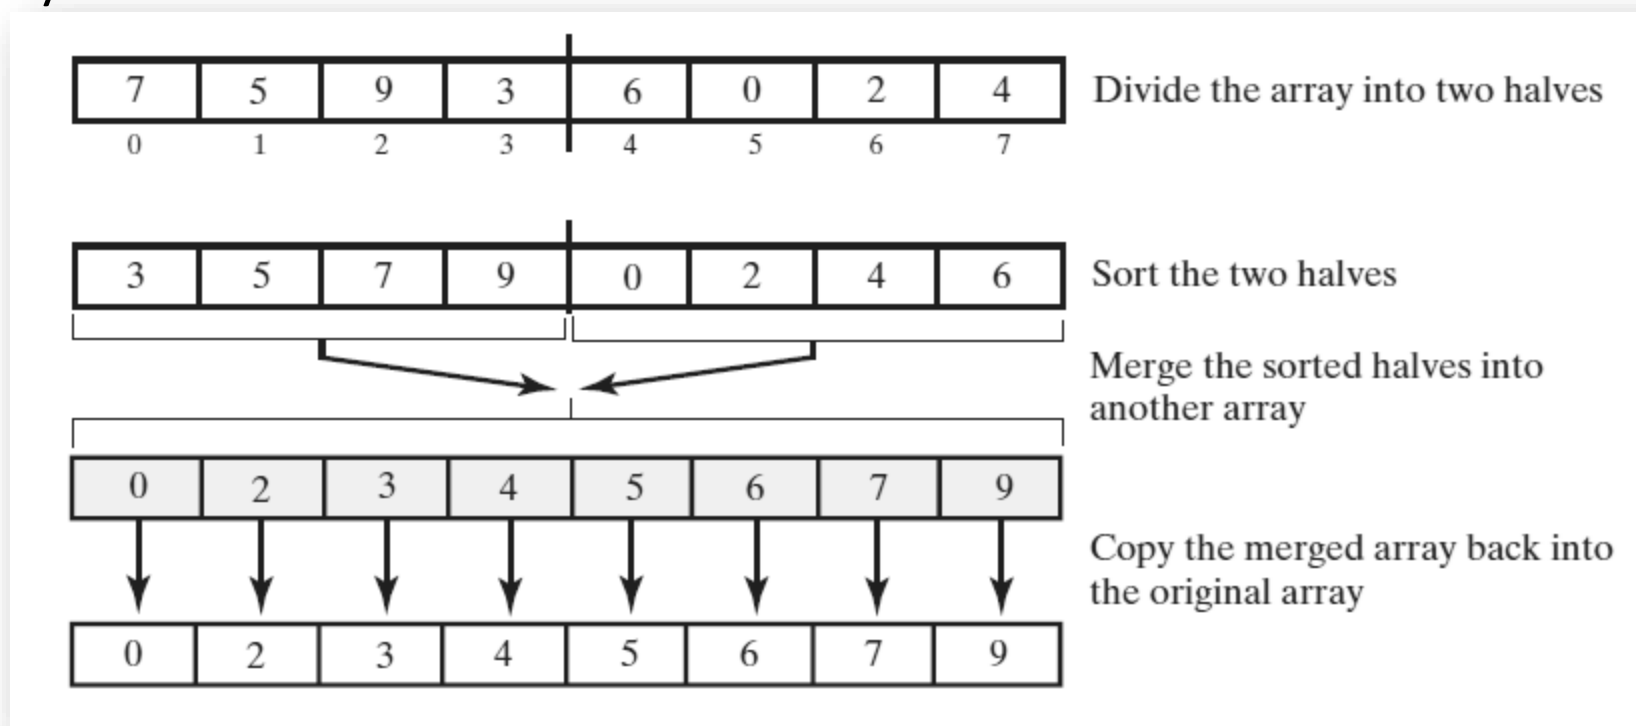 7 5 9 3 6 0 2 4 Divide the array into two halves
0 1 2 3 4 5 6 7
3 5 7 9 0 2 4 6 Sort the two halves
Merge the sorted halves into
another array
0 2 3 4 5 6 7 9
Copy the merged array back into
the original array
0 2 3 4 5 6 7 9